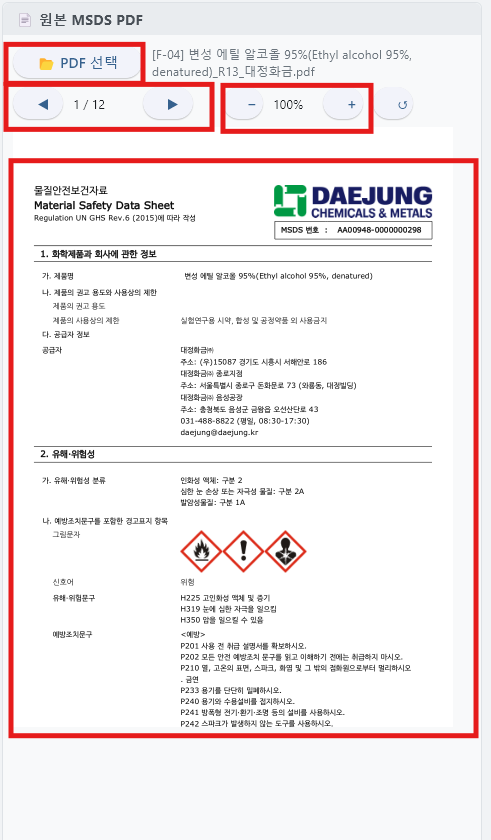 원본 MSDS PDF
PDF 선택
[F-04] 변성 에틸 알코올 95%(Ethyl alcohol 95%,
denatured)_R13_대정화금.pdf
◀ 1 / 12 ▶ − 100% + ↺
물질안전보건자료
Material Safety Data Sheet
Regulation UN GHS Rev.6 (2015)에 따라 작성
DAEJUNG
CHEMICALS & METALS
MSDS 번호 : AA00948-0000000298
1. 화학제품과 회사에 관한 정보
가. 제품명 변성 에틸 알코올 95%(Ethyl alcohol 95%, denatured)
나. 제품의 권고 용도와 사용상의 제한
제품의 권고 용도
제품의 사용상의 제한 실험연구용 시약, 합성 및 공정약품 외 사용금지
다. 공급자 정보
공급자 대정화금㈜
주소: (우)15087 경기도 시흥시 서해안로 186
대정화금㈜ 종로지점
주소: 서울특별시 종로구 돈화문로 73 (와룡동, 대정빌딩)
대정화금㈜ 음성공장
주소: 충청북도 음성군 금왕읍 오선산단로 43
031-488-8822 (평일, 08:30-17:30)
daejung@daejung.kr
2. 유해·위험성
가. 유해·위험성 분류 인화성 액체: 구분 2
심한 눈 손상 또는 자극성 물질: 구분 2A
발암성물질: 구분 1A
나. 예방조치문구를 포함한 경고표지 항목
그림문자
신호어 위험
유해·위험문구 H225 고인화성 액체 및 증기
H319 눈에 심한 자극을 일으킴
H350 암을 일으킬 수 있음
예방조치문구 <예방>
P201 사용 전 취급 설명서를 확보하시오.
P202 모든 안전 예방조치 문구를 읽고 이해하기 전에는 취급하지 마시오.
P210 열, 고온의 표면, 스파크, 화염 및 그 밖의 점화원으로부터 멀리하시오
. 금연
P233 용기를 단단히 밀폐하시오.
P240 용기와 수용설비를 접지하시오.
P241 방폭형 전기·환기·조명 등의 설비를 사용하시오.
P242 스파크가 발생하지 않는 도구를 사용하시오.